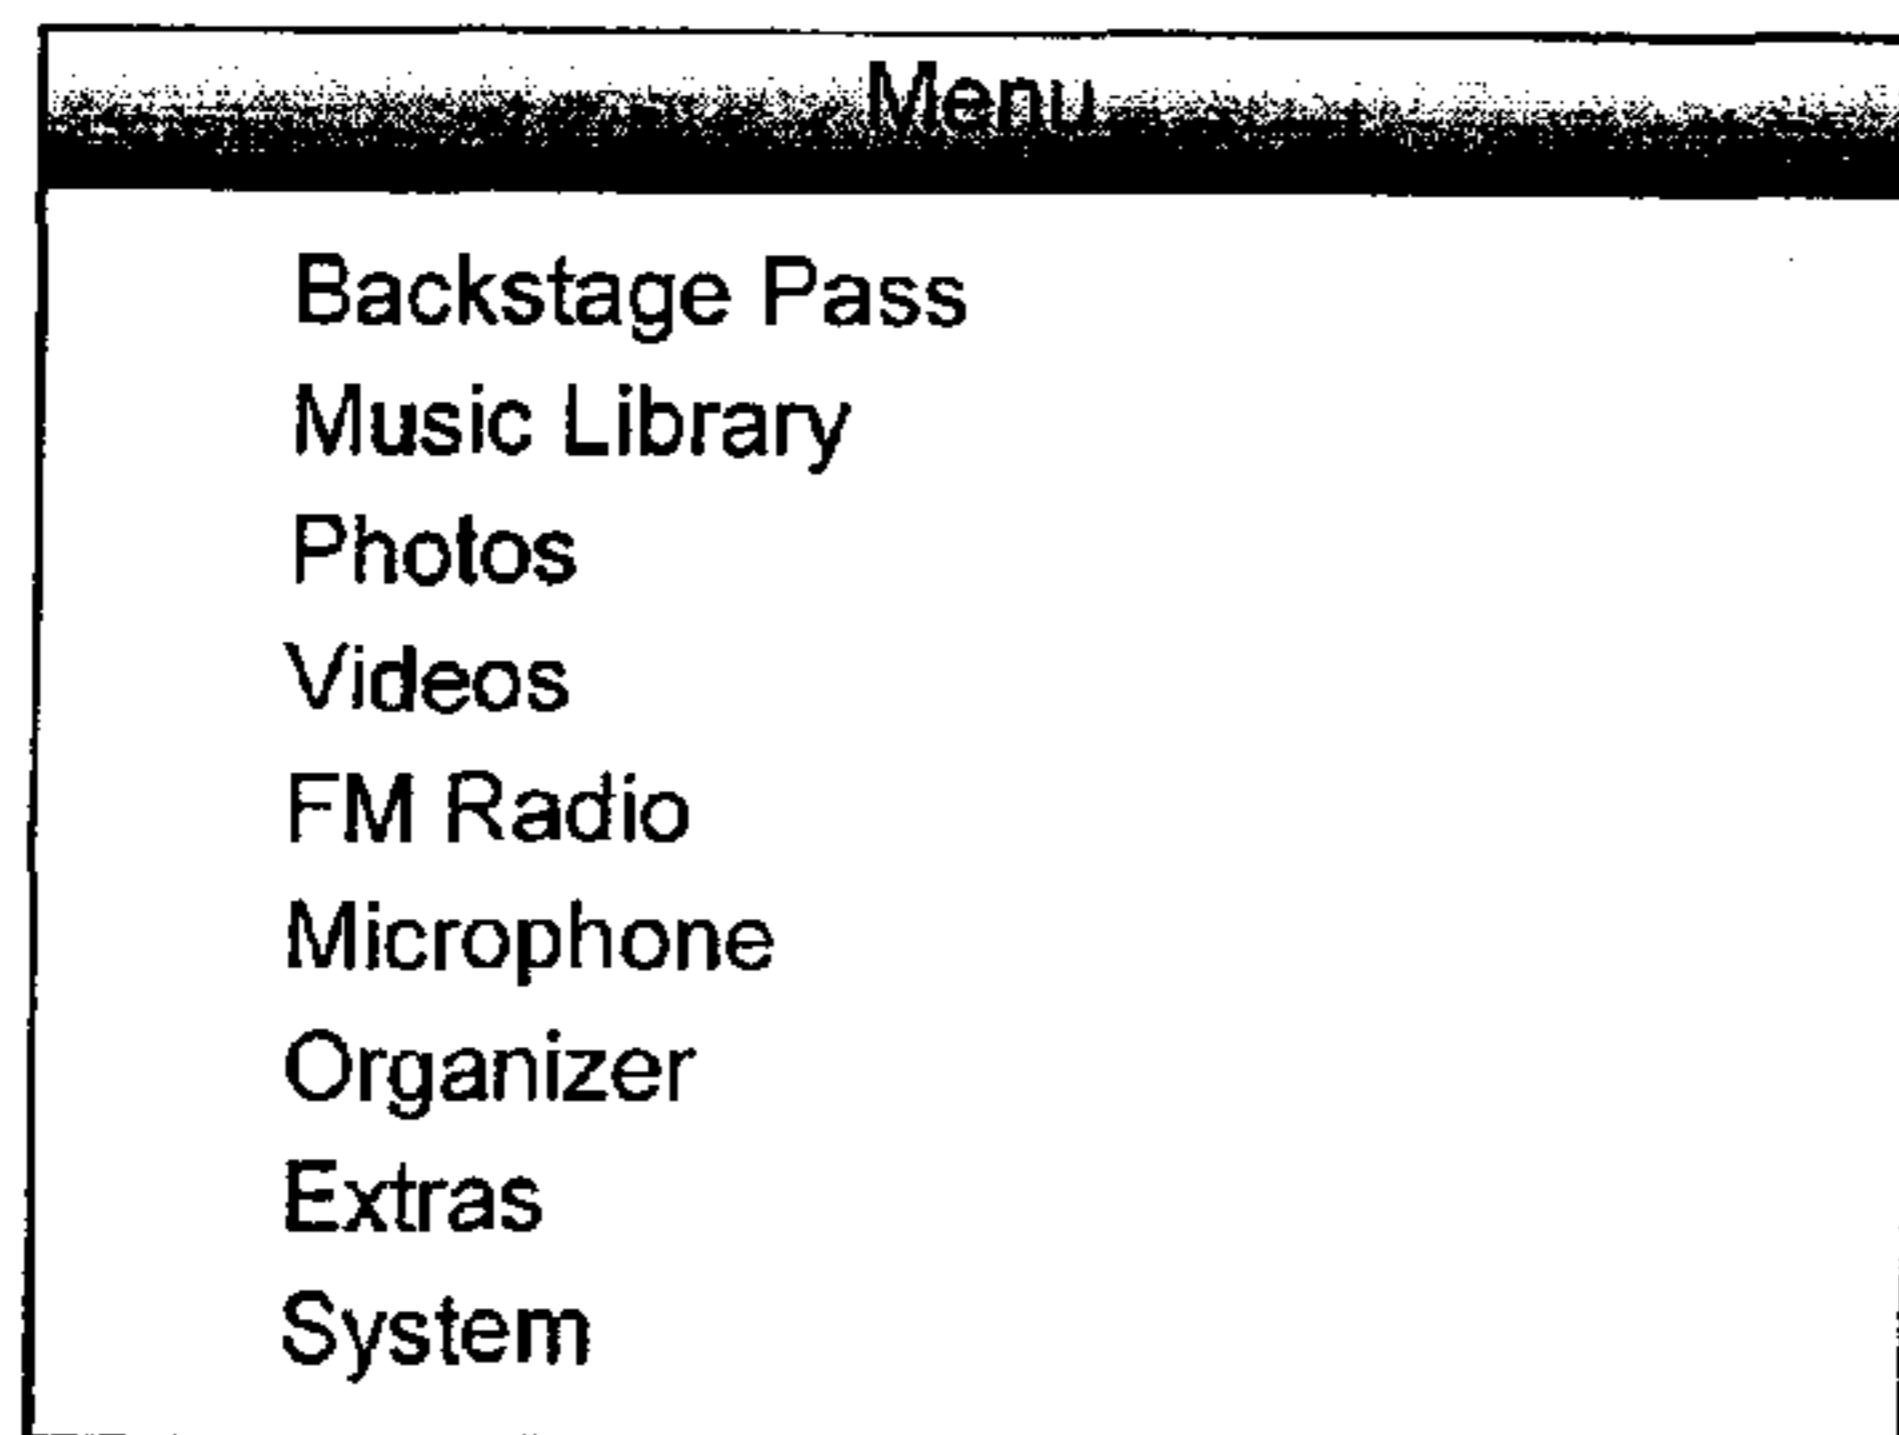 Menu
Backstage Pass
Music Library
Photos
Videos
FM Radio
Microphone
Organizer
Extras
System